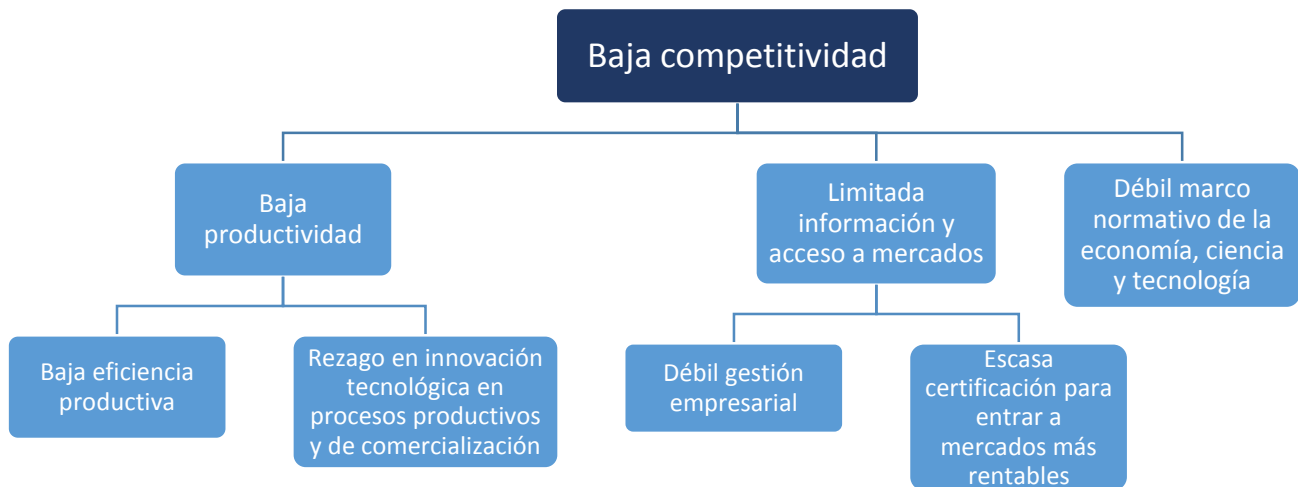 Baja competitividad
Baja
productividad
Limitada
información y
acceso a mercados
Débil marco
normativo de la
economía, ciencia
y tecnología
Baja eficiencia
productiva
Rezago en innovación
tecnológica en
procesos productivos
y de comercialización
Débil gestión
empresarial
Escasa
certificación para
entrar a
mercados más
rentables